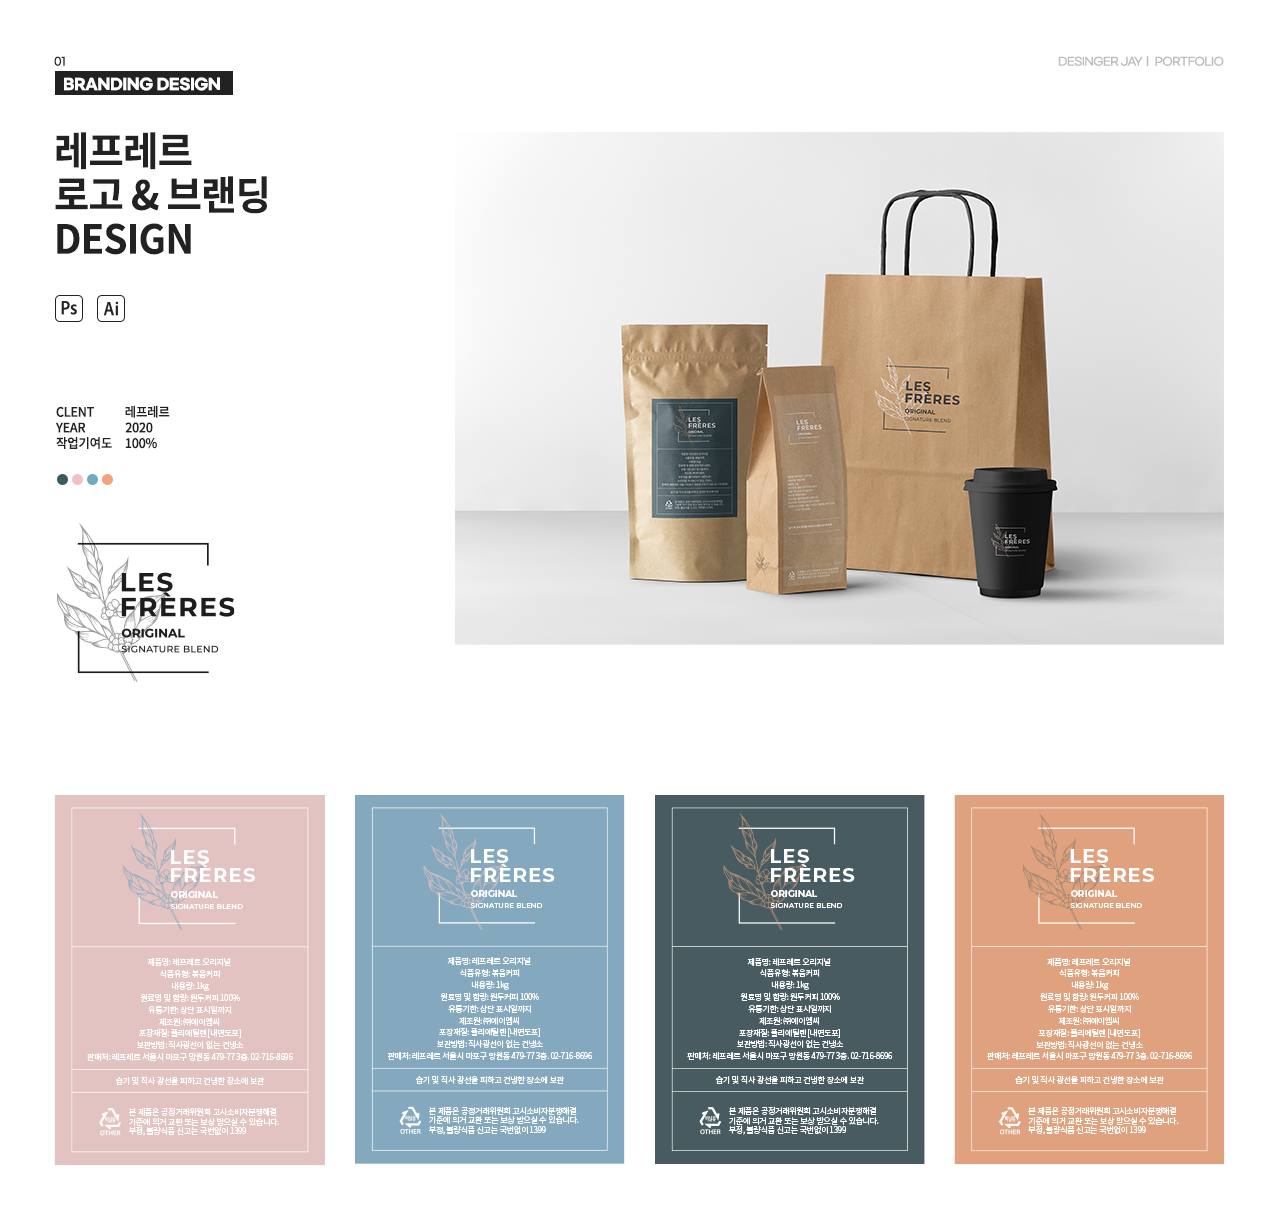 01
BRANDING DESIGN
DESINGER JAY | PORTFOLIO
레프레르
로고 & 브랜딩
DESIGN
Ps Ai
CLENT 레프레르
YEAR 2020
작업기여도 100%
LES
FRÈRES
ORIGINAL
SIGNATURE BLEND
LES
FRÈRES
ORIGINAL
SIGNATURE BLEND
LES
FRÈRES
LES
FRÈRES
ORIGINAL
SIGNATURE BLEND
LES
FRÈRES
LES
FRÈRES
ORIGINAL
SIGNATURE BLEND
제품명: 레프레르 오리지널
식품유형: 볶음커피
내용량: 1kg
원료명 및 함량: 원두커피 100%
유통기한: 상단 표시일까지
제조원: ㈜에이엠씨
포장재질: 폴리에틸렌 [내면도포]
보관방법: 직사광선이 없는 건냉소
판매처: 레프레르 서울시 마포구 망원동 479-77 3층. 02-716-8696
습기 및 직사 광선을 피하고 건냉한 장소에 보관
OTHER
본 제품은 공정거래위원회 고시소비자분쟁해결
기준에 의거 교환 또는 보상 받으실 수 있습니다.
부정, 불량식품 신고는 국번없이 1399
LES
FRÈRES
ORIGINAL
SIGNATURE BLEND
제품명: 레프레르 오리지널
식품유형: 볶음커피
내용량: 1kg
원료명 및 함량: 원두커피 100%
유통기한: 상단 표시일까지
제조원: ㈜에이엠씨
포장재질: 폴리에틸렌 [내면도포]
보관방법: 직사광선이 없는 건냉소
판매처: 레프레르 서울시 마포구 망원동 479-77 3층. 02-716-8696
습기 및 직사 광선을 피하고 건냉한 장소에 보관
OTHER
본 제품은 공정거래위원회 고시소비자분쟁해결
기준에 의거 교환 또는 보상 받으실 수 있습니다.
부정, 불량식품 신고는 국번없이 1399
LES
FRÈRES
ORIGINAL
SIGNATURE BLEND
제품명: 레프레르 오리지널
식품유형: 볶음커피
내용량: 1kg
원료명 및 함량: 원두커피 100%
유통기한: 상단 표시일까지
제조원: ㈜에이엠씨
포장재질: 폴리에틸렌 [내면도포]
보관방법: 직사광선이 없는 건냉소
판매처: 레프레르 서울시 마포구 망원동 479-77 3층. 02-716-8696
습기 및 직사 광선을 피하고 건냉한 장소에 보관
OTHER
본 제품은 공정거래위원회 고시소비자분쟁해결
기준에 의거 교환 또는 보상 받으실 수 있습니다.
부정, 불량식품 신고는 국번없이 1399
LES
FRÈRES
ORIGINAL
SIGNATURE BLEND
제품명: 레프레르 오리지널
식품유형: 볶음커피
내용량: 1kg
원료명 및 함량: 원두커피 100%
유통기한: 상단 표시일까지
제조원: ㈜에이엠씨
포장재질: 폴리에틸렌 [내면도포]
보관방법: 직사광선이 없는 건냉소
판매처: 레프레르 서울시 마포구 망원동 479-77 3층. 02-716-8696
습기 및 직사 광선을 피하고 건냉한 장소에 보관
OTHER
본 제품은 공정거래위원회 고시소비자분쟁해결
기준에 의거 교환 또는 보상 받으실 수 있습니다.
부정, 불량식품 신고는 국번없이 1399